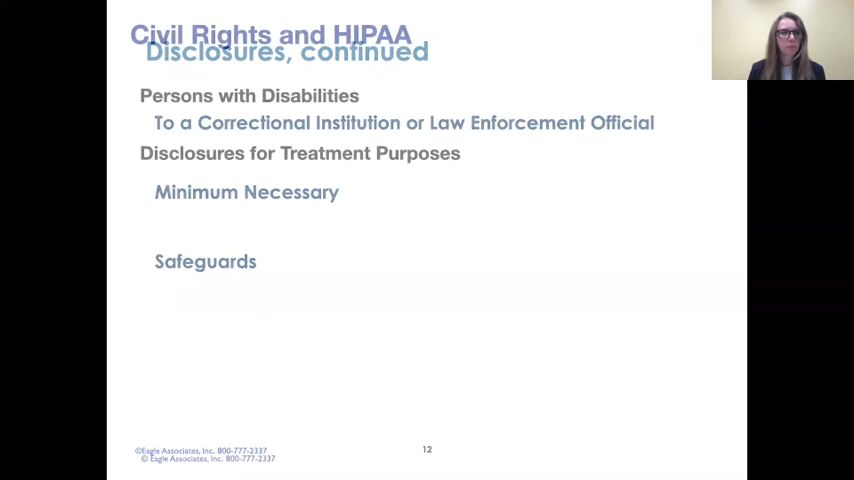 Civil Rights and HIPAA
Disclosures, continued
Persons with Disabilities
To a Correctional Institution or Law Enforcement Official
Disclosures for Treatment Purposes
Minimum Necessary
Safeguards
©Eagle Associates, Inc. 800-777-2337
© Eagle Associates, Inc. 800-777-2337
12